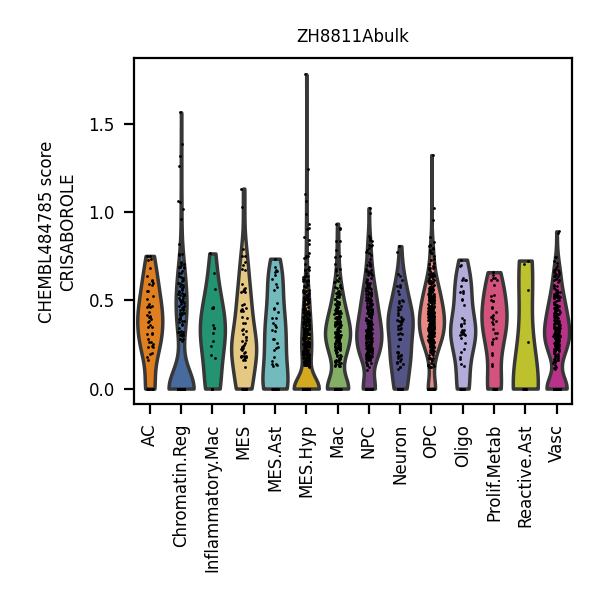 ZH8811Abulk
CHEMBL484785 score
CRISABOROLE
1.5
1.0
0.5
0.0
AC
Chromatin.Reg
Inflammatory.Mac
MES
MES.Ast
MES.Hyp
Mac
NPC
Neuron
OPC
Oligo
Prolif.Metab
Reactive.Ast
Vasc